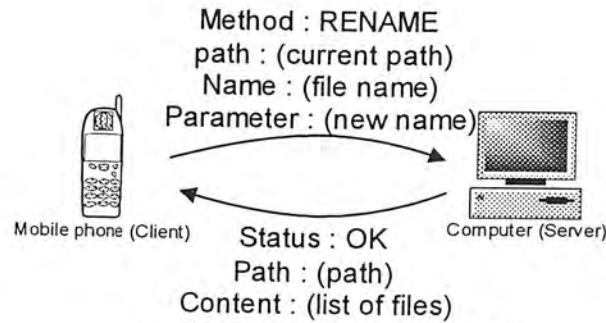 Method : RENAME
path : (current path)
Name : (file name)
Parameter : (new name)
Mobile phone (Client)
Computer (Server)
Status : OK
Path : (path)
Content : (list of files)